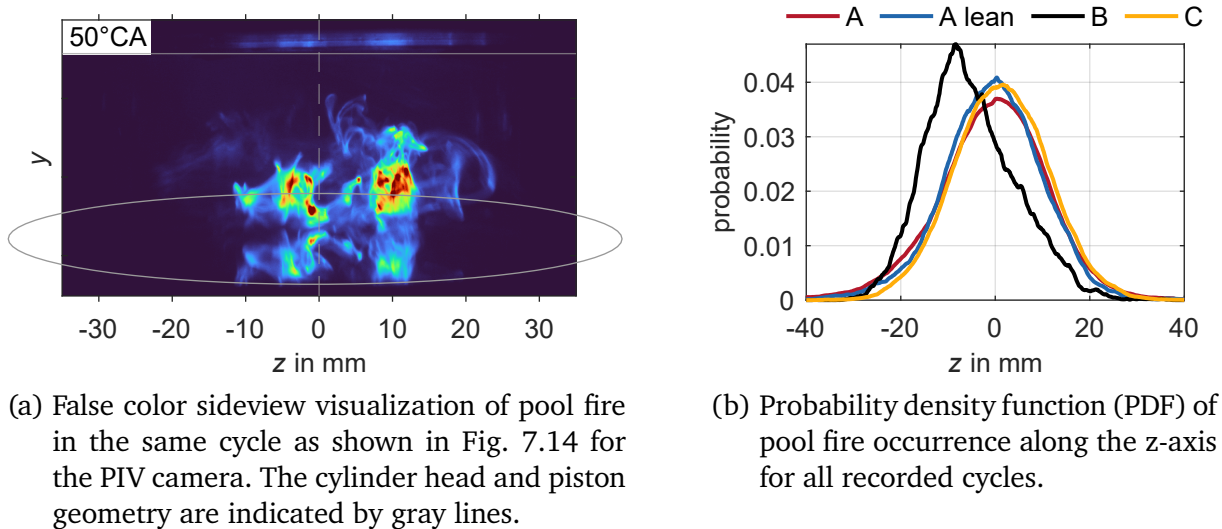 50°CA
y
-30 -20 -10 0 10 20 30
z in mm
(a) False color sideview visualization of pool fire
in the same cycle as shown in Fig. 7.14 for
the PIV camera. The cylinder head and piston
geometry are indicated by gray lines.
A A lean B C
probability
0.04
0.03
0.02
0.01
0
-40 -20 0 20 40
z in mm
(b) Probability density function (PDF) of
pool fire occurrence along the z-axis
for all recorded cycles.